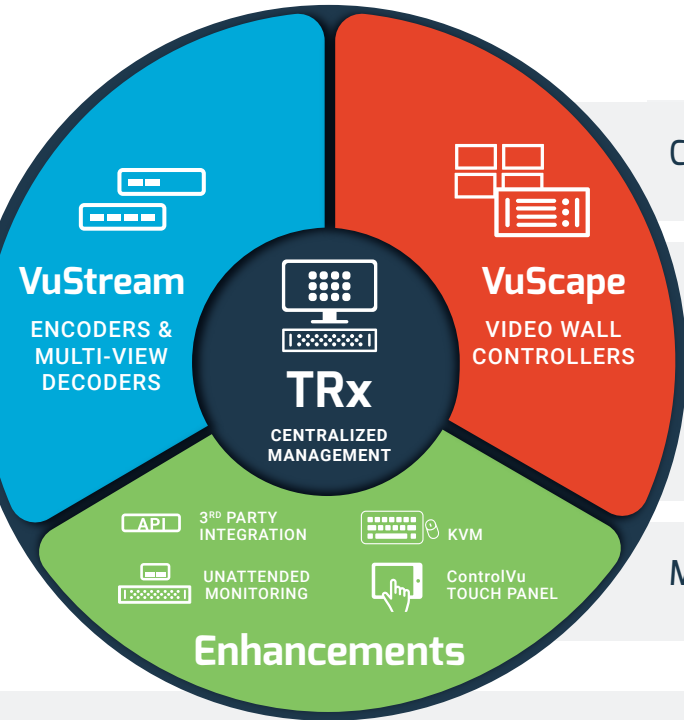 VuStream
ENCODERS &
MULTI-VIEW
DECODERS
VuScape
VIDEO WALL
CONTROLLERS
TRx
CENTRALIZED
MANAGEMENT
API
3RD PARTY
INTEGRATION
KVM
UNATTENDED
MONITORING
ControlVu
TOUCH PANEL
Enhancements